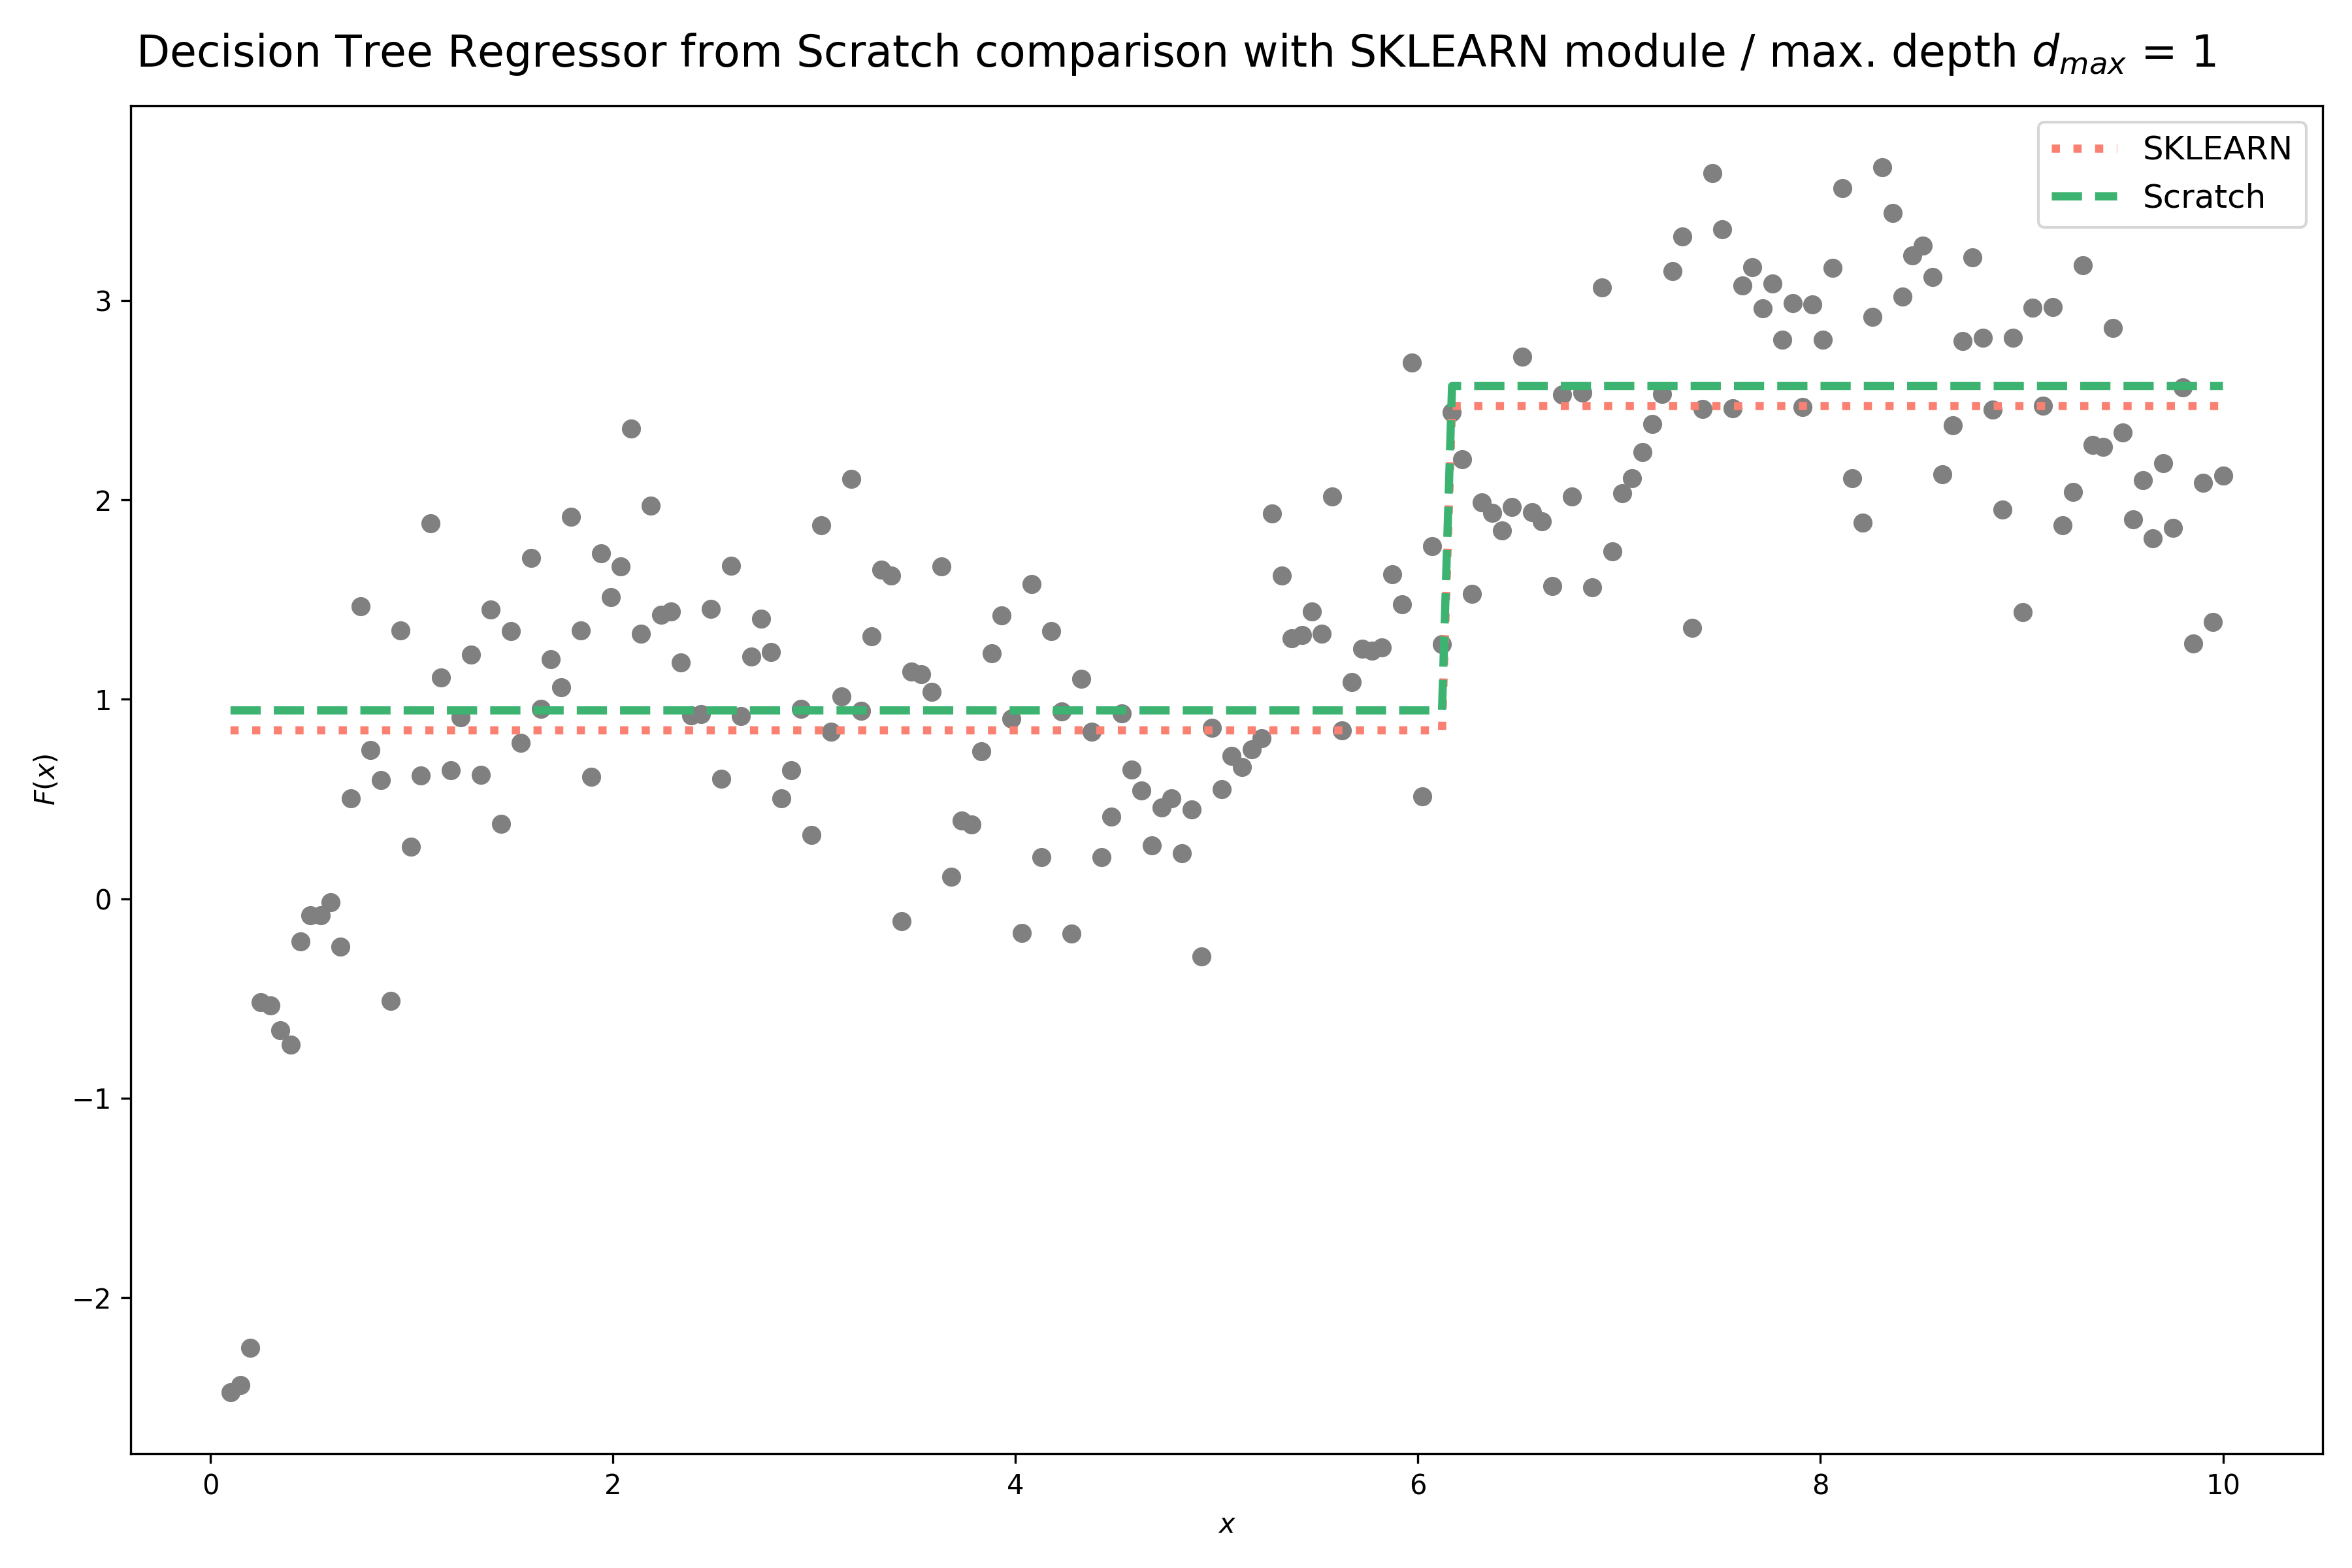 Decision Tree Regressor from Scratch comparison with SKLEARN module / max. depth d_max = 1
SKLEARN
Scratch
3
2
1
0
−1
−2
F(x)
0 2 4 6 8 10
x